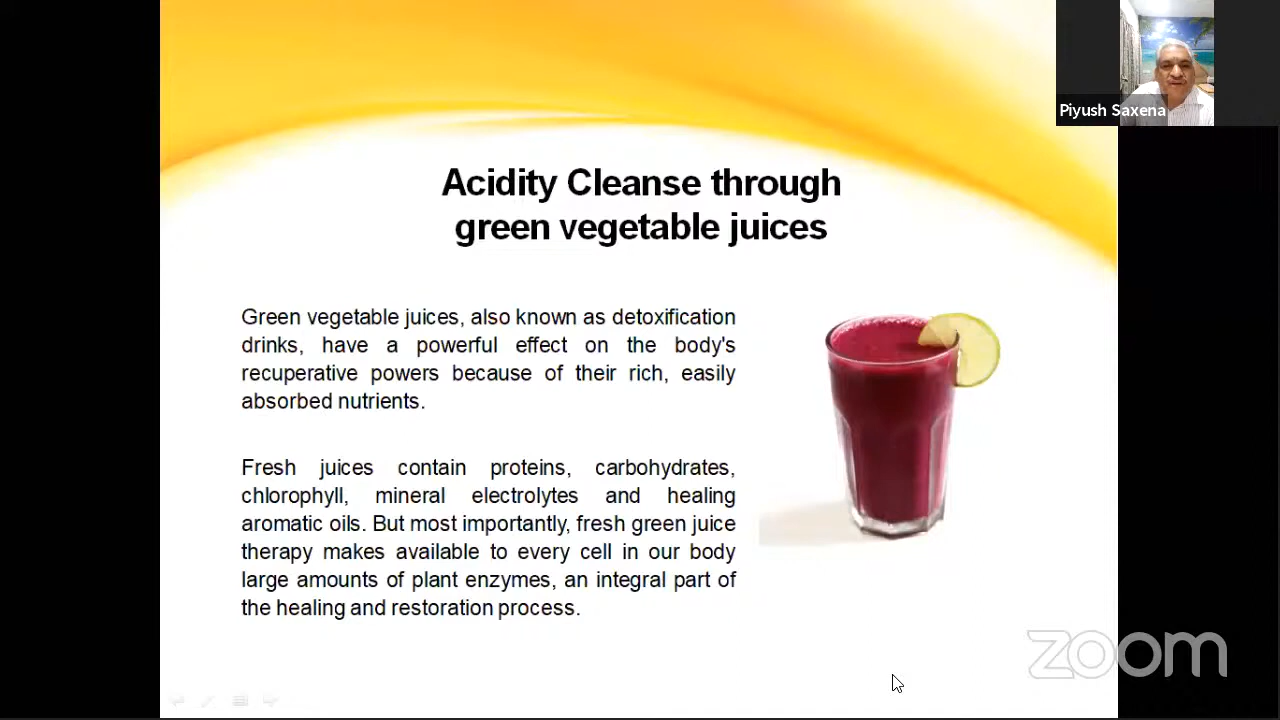 Piyush Saxena
Acidity Cleanse through
green vegetable juices
Green vegetable juices, also known as detoxification
drinks, have a powerful effect on the body's
recuperative powers because of their rich, easily
absorbed nutrients.
Fresh juices contain proteins, carbohydrates,
chlorophyll, mineral electrolytes and healing
aromatic oils. But most importantly, fresh green juice
therapy makes available to every cell in our body
large amounts of plant enzymes, an integral part of
the healing and restoration process.
zoom